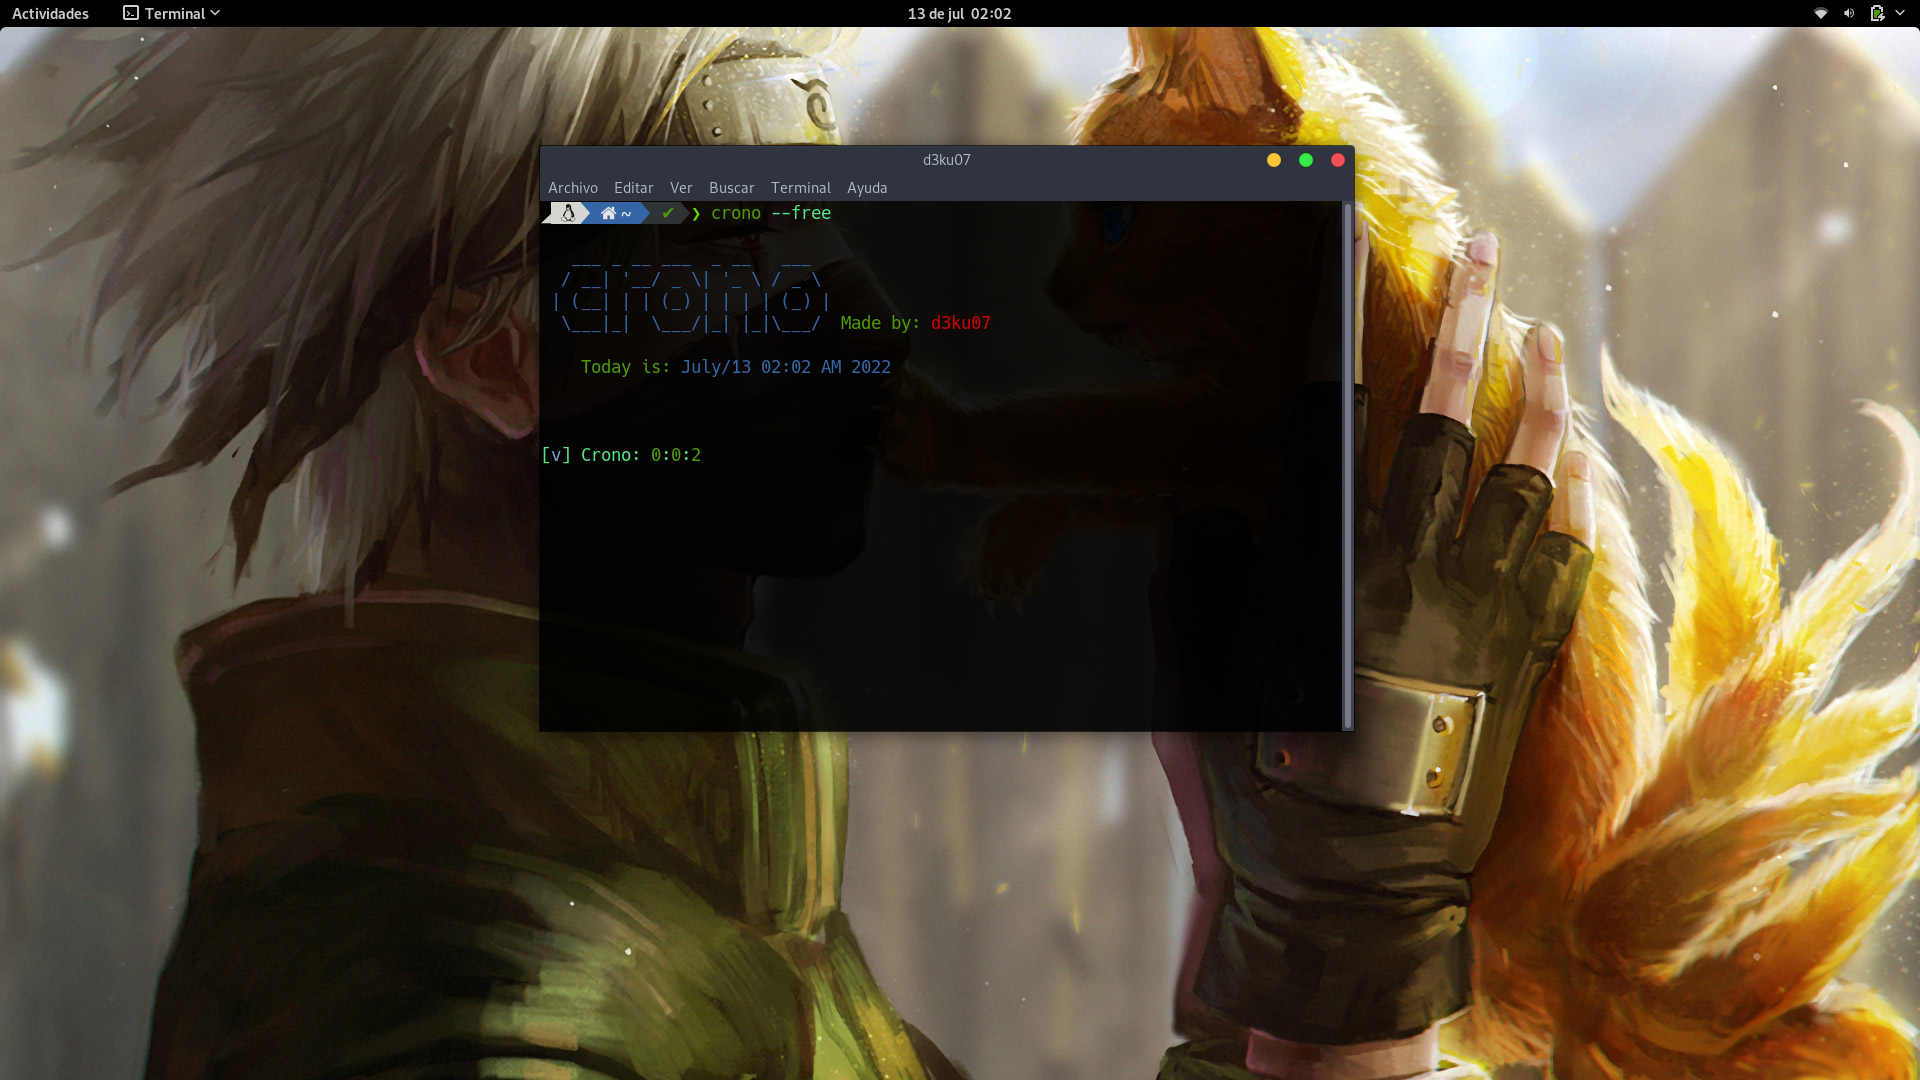 Actividades Terminal 13 de jul 02:02
d3ku07
Archivo Editar Ver Buscar Terminal Ayuda
~ ✔ ❯ crono --free
   ___ _ __ ___  _ __   ___
  / __| '__/ _ \| '_ \ / _ \
 | (__| | | (_) | | | | (_) |
  \___|_|  \___/|_| |_|\___/  Made by: d3ku07
Today is: July/13 02:02 AM 2022
[v] Crono: 0:0:2